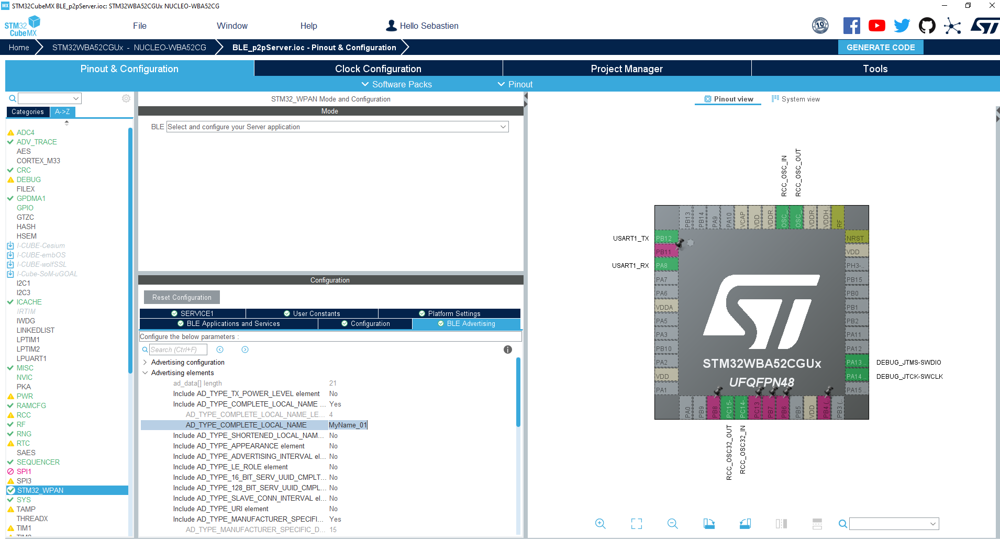 MX STM32CubeMX BLE_p2pServer.ioc: STM32WBA52CGUx NUCLEO-WBA52CG
STM32
CubeMX
File
Window
Help
Hello Sebastien
10
Home
STM32WBA52CGUx - NUCLEO-WBA52CG
BLE_p2pServer.ioc - Pinout & Configuration
GENERATE CODE
Pinout & Configuration
Clock Configuration
Project Manager
Tools
Software Packs
Pinout
Categories
A->Z
ADC4
ADV_TRACE
AES
CORTEX_M33
CRC
DEBUG
FILEX
GPDMA1
GPIO
GTZC
HASH
HSEM
I-CUBE-Cesium
I-CUBE-embOS
I-CUBE-wolfSSL
I-Cube-SoM-uGOAL
I2C1
I2C3
ICACHE
IRTIM
IWDG
LINKEDLIST
LPTIM1
LPTIM2
LPUART1
MISC
NVIC
PKA
PWR
RAMCFG
RCC
RF
RNG
RTC
SAES
SEQUENCER
SPI1
SPI3
STM32_WPAN
SYS
TAMP
THREADX
TIM1
STM32_WPAN Mode and Configuration
Mode
BLE Select and configure your Server application
Configuration
Reset Configuration
SERVICE1
User Constants
Platform Settings
BLE Applications and Services
Configuration
BLE Advertising
Configure the below parameters :
Search (Ctrl+F)
Advertising configuration
Advertising elements
ad_data[] length 21
Include AD_TYPE_TX_POWER_LEVEL element No
Include AD_TYPE_COMPLETE_LOCAL_NAME ... Yes
AD_TYPE_COMPLETE_LOCAL_NAME_LE... 4
AD_TYPE_COMPLETE_LOCAL_NAME MyName_01
Include AD_TYPE_SHORTENED_LOCAL_NAM... No
Include AD_TYPE_APPEARANCE element No
Include AD_TYPE_ADVERTISING_INTERVAL el... No
Include AD_TYPE_LE_ROLE element No
Include AD_TYPE_16_BIT_SERV_UUID_CMPLT... No
Include AD_TYPE_128_BIT_SERV_UUID_CMPL... No
Include AD_TYPE_SLAVE_CONN_INTERVAL el... No
Include AD_TYPE_URI element No
Include AD_TYPE_MANUFACTURER_SPECIFI... Yes
AD_TYPE_MANUFACTURER_SPECIFIC_D... 15
Pinout view
System view
RCC_OSC_IN
RCC_OSC_OUT
PB13
PB14
PA9
PA10
VCAP
VDD
VDDR..
OSC_..
OSC_..
VDDR..
VDDH..
RF
USART1_TX
PB12
PB11
USART1_RX
PA8
PA7
PA6
VDDA
PA5
PA3
PB10
PA2
VDD
PA1
NRST
VDD
PH3-..
PB15
PB0
PB1
PB2
PA11
PA12
PA13 ..
DEBUG_JTMS-SWDIO
PA14 ..
DEBUG_JTCK-SWCLK
PA15 ..
STM32WBA52CGUx
UFQFPN48
PA0
PB9
PB8
PC15-..
PC14-..
PC13
PB7
PB6
PB5
VDD
PB4 (..
PB3 (..
RCC_OSC32_OUT
RCC_OSC32_IN